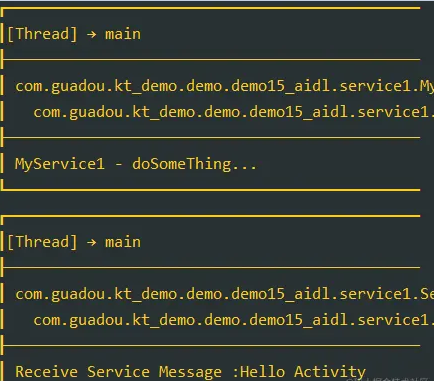 [Thread] → main
com.guadou.kt_demo.demo.demo15_aidl.service1.My
com.guadou.kt_demo.demo.demo15_aidl.service1.
MyService1 - doSomeThing...
[Thread] → main
com.guadou.kt_demo.demo.demo15_aidl.service1.Se
com.guadou.kt_demo.demo.demo15_aidl.service1.
Receive Service Message :Hello Activity